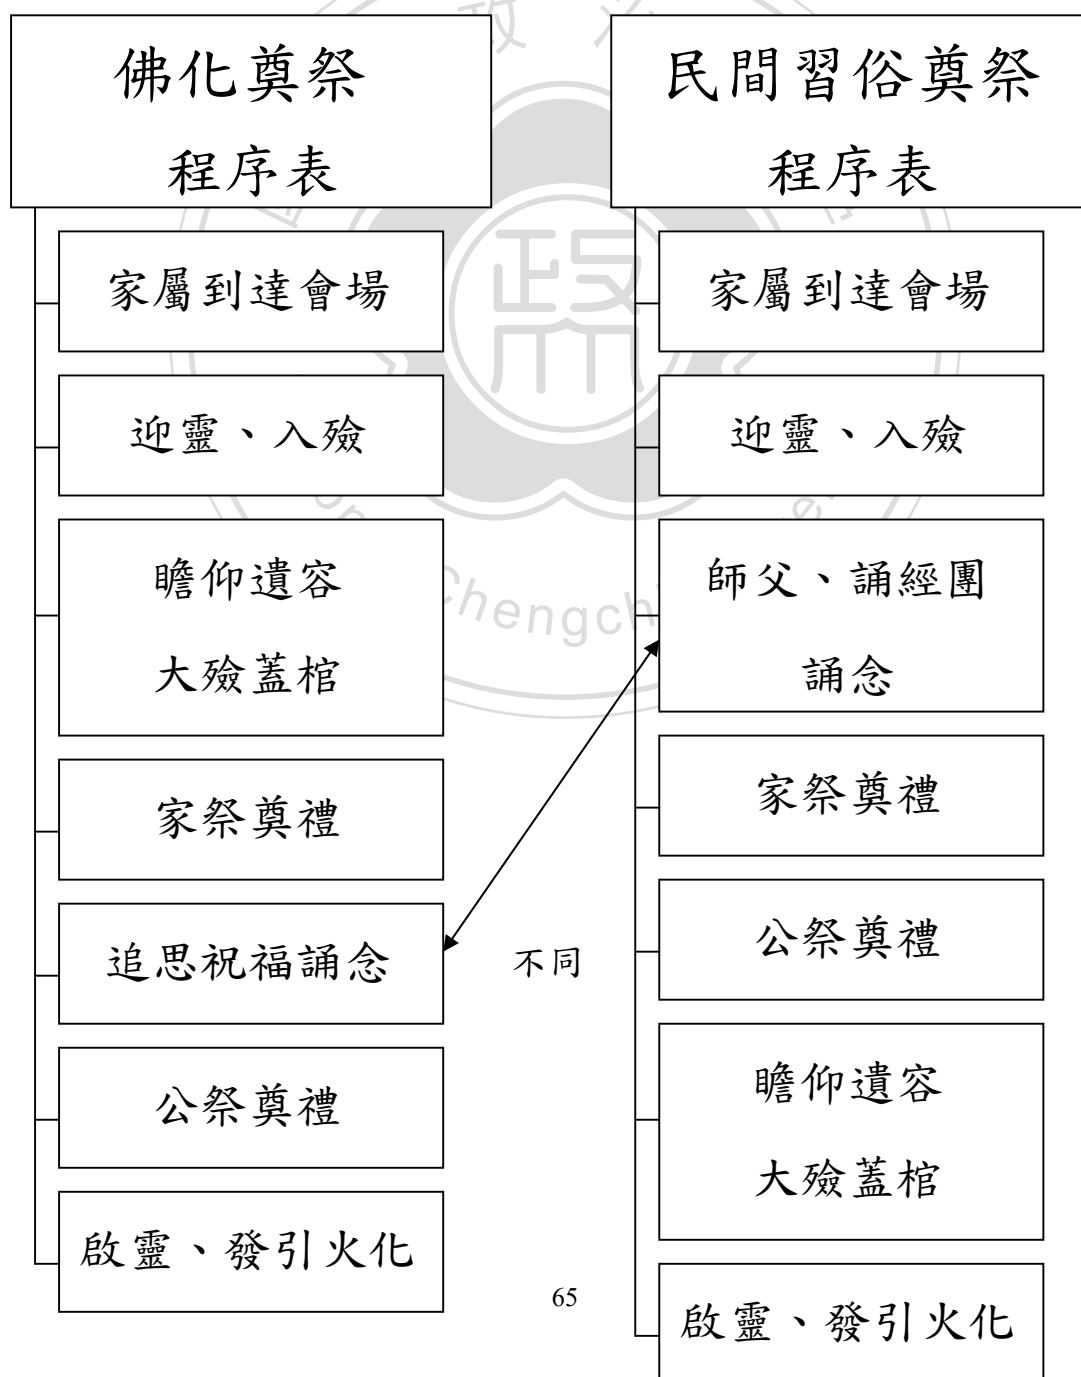 佛化奠祭
程序表
家屬到達會場
迎靈、入殮
瞻仰遺容
大殮蓋棺
家祭奠禮
追思祝福誦念
公祭奠禮
啟靈、發引火化
民間習俗奠祭
程序表
家屬到達會場
迎靈、入殮
師父、誦經團
誦念
家祭奠禮
公祭奠禮
瞻仰遺容
大殮蓋棺
啟靈、發引火化
不同
65
政
Chengch